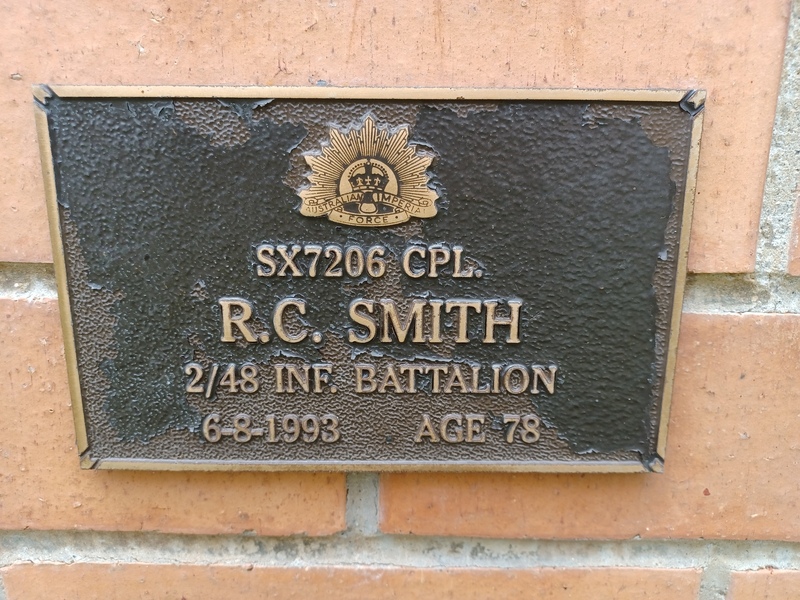 AUSTRALIAN IMPERIAL
FORCE
SX7206 CPL.
R.C. SMITH
2/48 INF. BATTALION
6-8-1993 AGE 78